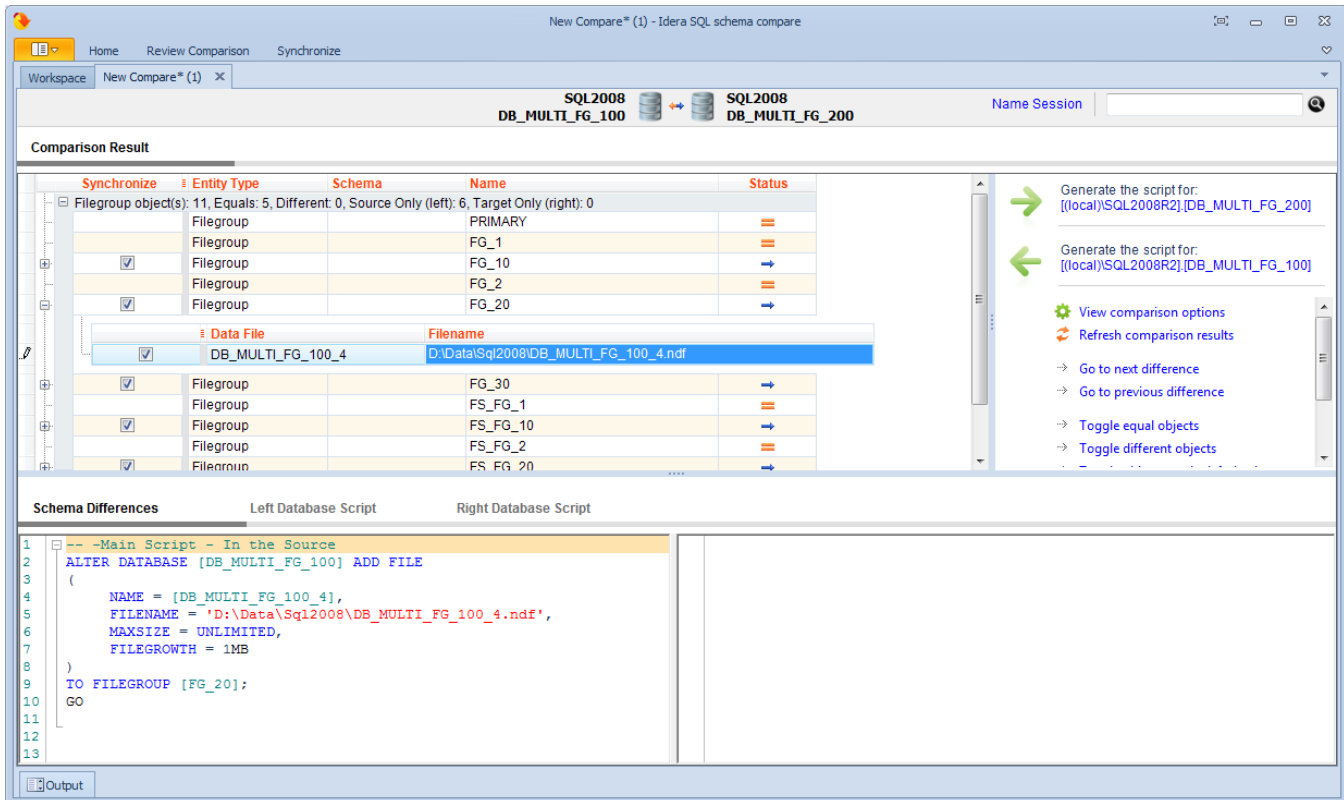 New Compare* (1) - Idera SQL schema compare
Home Review Comparison Synchronize
Workspace New Compare* (1)
SQL2008 SQL2008
DB_MULTI_FG_100 DB_MULTI_FG_200
Name Session
Comparison Result
Synchronize Entity Type Schema Name Status
Filegroup object(s): 11, Equals: 5, Different: 0, Source Only (left): 6, Target Only (right): 0
Filegroup PRIMARY
Filegroup FG_1
Filegroup FG_10
Filegroup FG_2
Filegroup FG_20
Data File Filename
DB_MULTI_FG_100_4 D:\Data\Sql2008\DB_MULTI_FG_100_4.ndf
Filegroup FG_30
Filegroup FS_FG_1
Filegroup FS_FG_10
Filegroup FS_FG_2
Filegroup FS_FG_20
Generate the script for:
[(local)\SQL2008R2].[DB_MULTI_FG_200]
Generate the script for:
[(local)\SQL2008R2].[DB_MULTI_FG_100]
View comparison options
Refresh comparison results
Go to next difference
Go to previous difference
Toggle equal objects
Toggle different objects
Schema Differences Left Database Script Right Database Script
1 -- -Main Script - In the Source
2 ALTER DATABASE [DB_MULTI_FG_100] ADD FILE
3 (
4 NAME = [DB_MULTI_FG_100_4],
5 FILENAME = 'D:\Data\Sql2008\DB_MULTI_FG_100_4.ndf',
6 MAXSIZE = UNLIMITED,
7 FILEGROWTH = 1MB
8 )
9 TO FILEGROUP [FG_20];
10 GO
11
12
13
Output